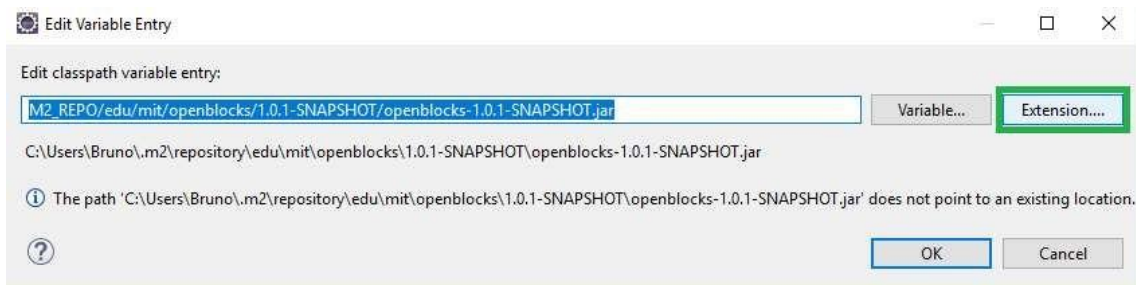 Edit Variable Entry
Edit classpath variable entry:
M2_REPO/edu/mit/openblocks/1.0.1-SNAPSHOT/openblocks-1.0.1-SNAPSHOT.jar Variable... Extension....
C:\Users\Bruno\.m2\repository\edu\mit\openblocks\1.0.1-SNAPSHOT\openblocks-1.0.1-SNAPSHOT.jar
The path 'C:\Users\Bruno\.m2\repository\edu\mit\openblocks\1.0.1-SNAPSHOT\openblocks-1.0.1-SNAPSHOT.jar' does not point to an existing location.
OK Cancel